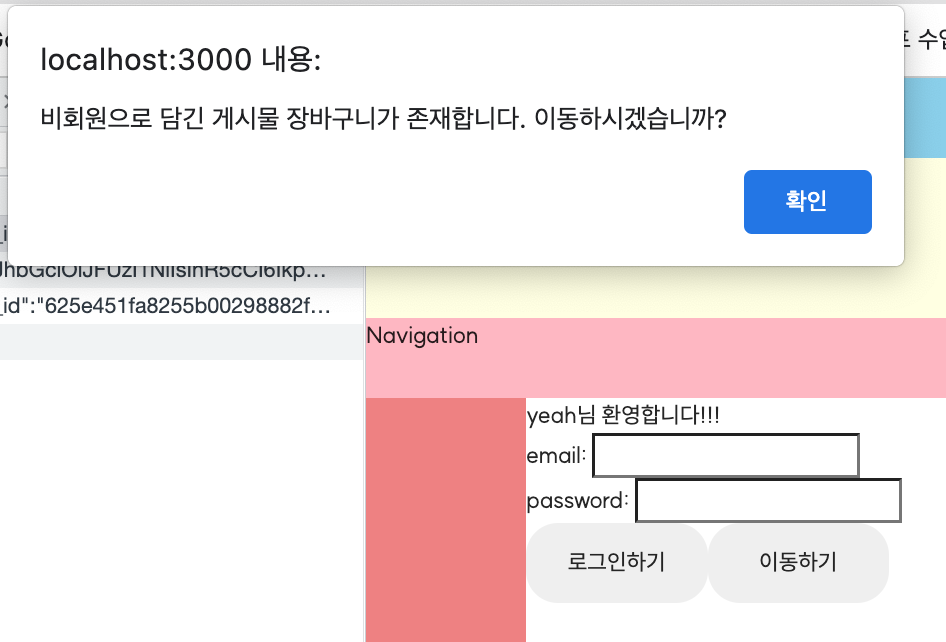 localhost:3000 내용:
비회원으로 담긴 게시물 장바구니가 존재합니다. 이동하시겠습니까?
확인
_id":"625e451fa8255b00298882f...
Navigation
yeah님 환영합니다!!!
email:
password:
로그인하기 이동하기